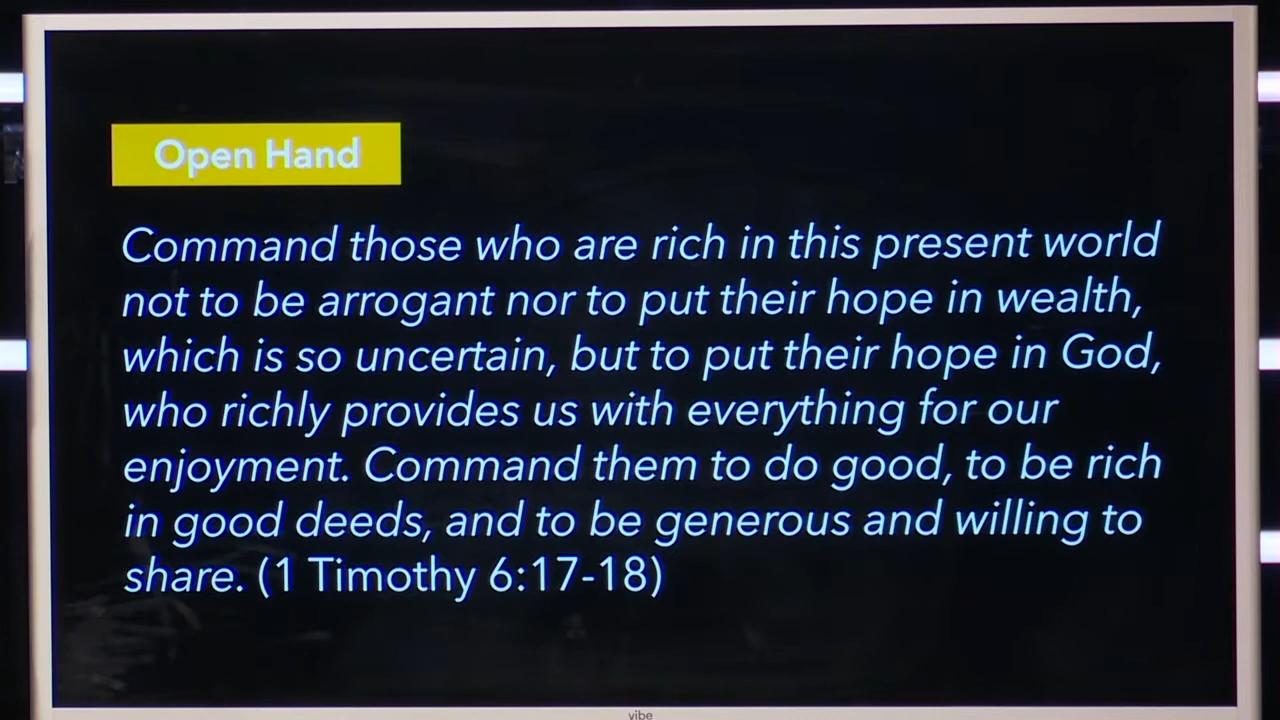 Open Hand
Command those who are rich in this present world
not to be arrogant nor to put their hope in wealth,
which is so uncertain, but to put their hope in God,
who richly provides us with everything for our
enjoyment. Command them to do good, to be rich
in good deeds, and to be generous and willing to
share. (1 Timothy 6:17-18)
vibe